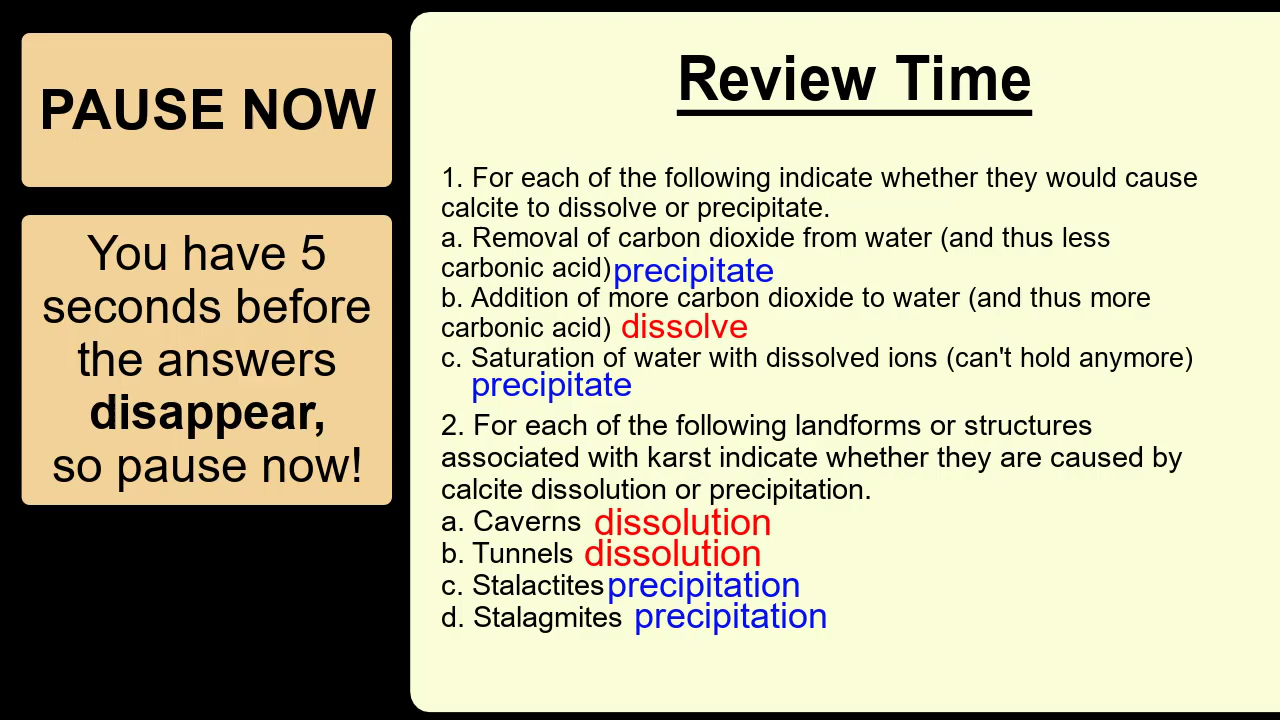 PAUSE NOW
You have 5
seconds before
the answers
disappear,
so pause now!
Review Time
1. For each of the following indicate whether they would cause
calcite to dissolve or precipitate.
a. Removal of carbon dioxide from water (and thus less
carbonic acid) precipitate
b. Addition of more carbon dioxide to water (and thus more
carbonic acid) dissolve
c. Saturation of water with dissolved ions (can't hold anymore)
precipitate
2. For each of the following landforms or structures
associated with karst indicate whether they are caused by
calcite dissolution or precipitation.
a. Caverns dissolution
b. Tunnels dissolution
c. Stalactites precipitation
d. Stalagmites precipitation